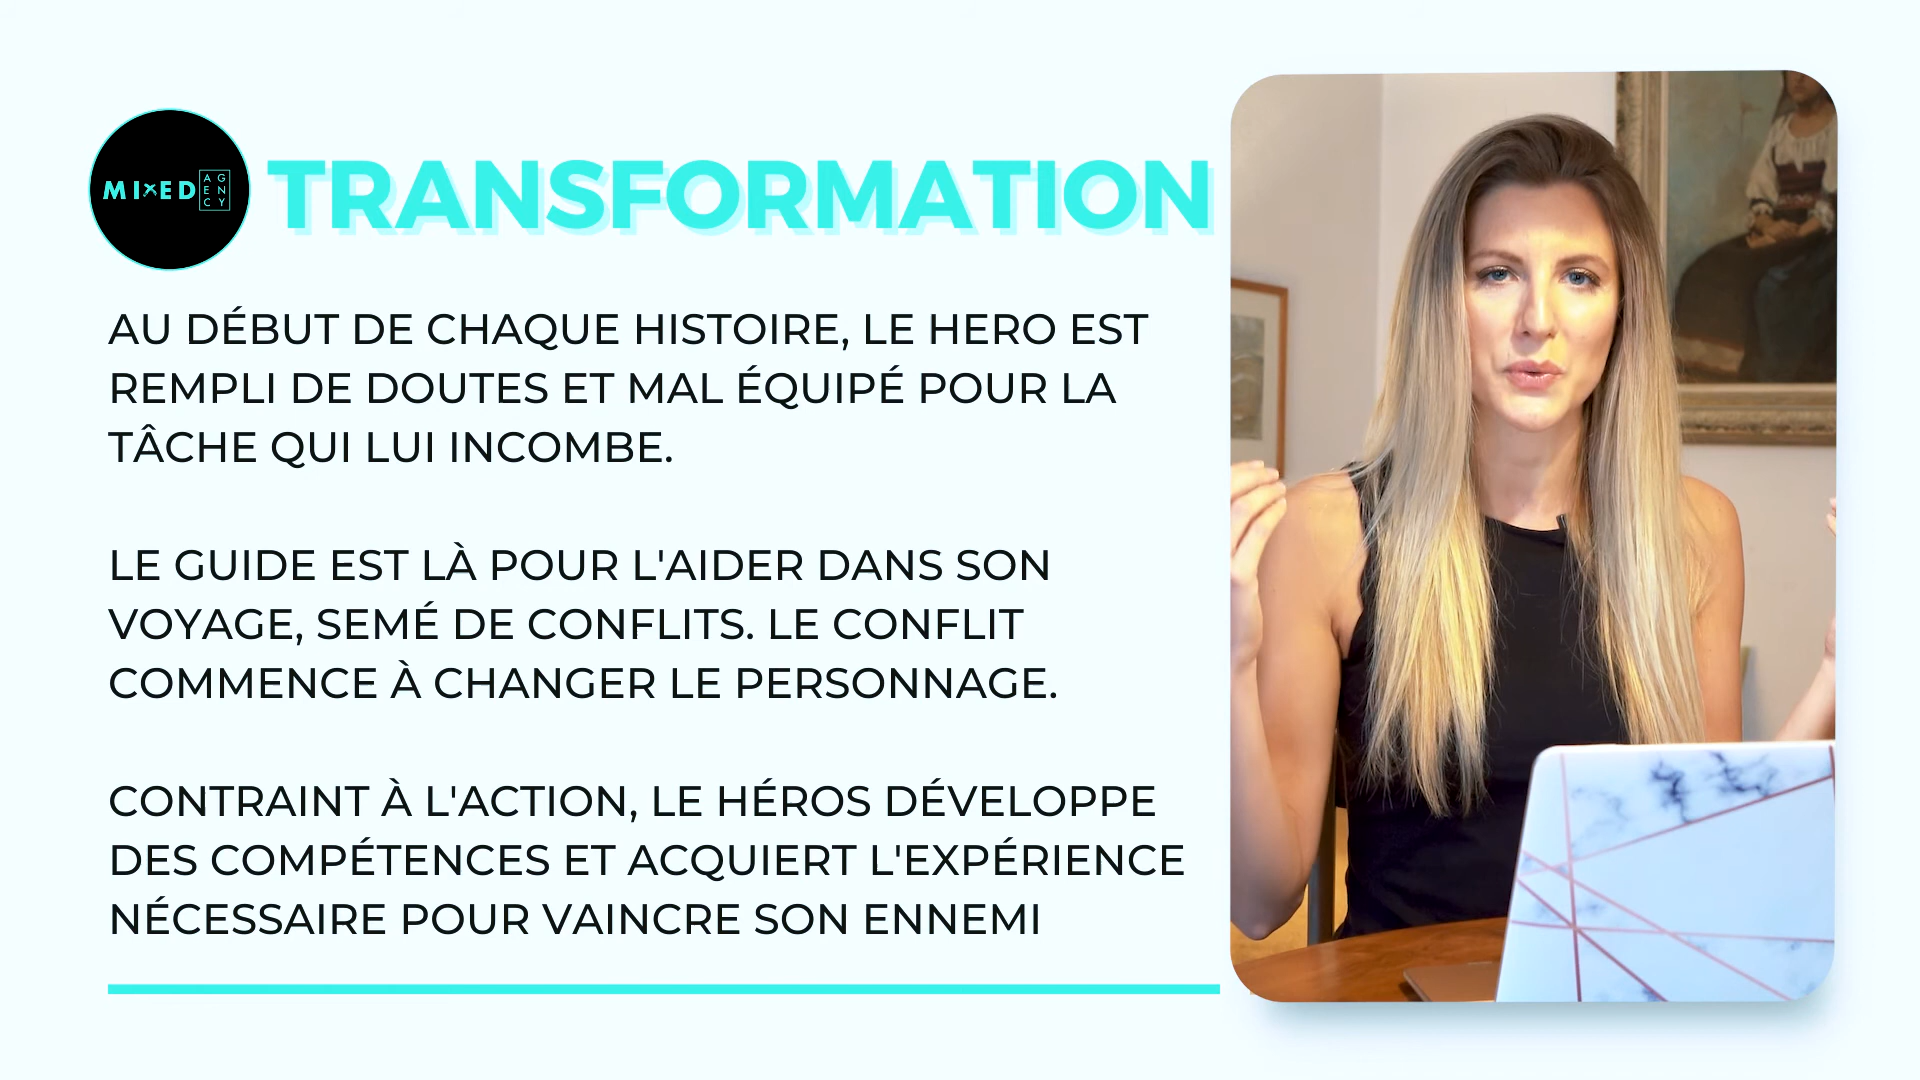 MIXED
AGENCY
TRANSFORMATION
AU DÉBUT DE CHAQUE HISTOIRE, LE HERO EST
REMPLI DE DOUTES ET MAL ÉQUIPÉ POUR LA
TÂCHE QUI LUI INCOMBE.
LE GUIDE EST LÀ POUR L'AIDER DANS SON
VOYAGE, SEMÉ DE CONFLITS. LE CONFLIT
COMMENCE À CHANGER LE PERSONNAGE.
CONTRAINT À L'ACTION, LE HÉROS DÉVELOPPE
DES COMPÉTENCES ET ACQUIERT L'EXPÉRIENCE
NÉCESSAIRE POUR VAINCRE SON ENNEMI